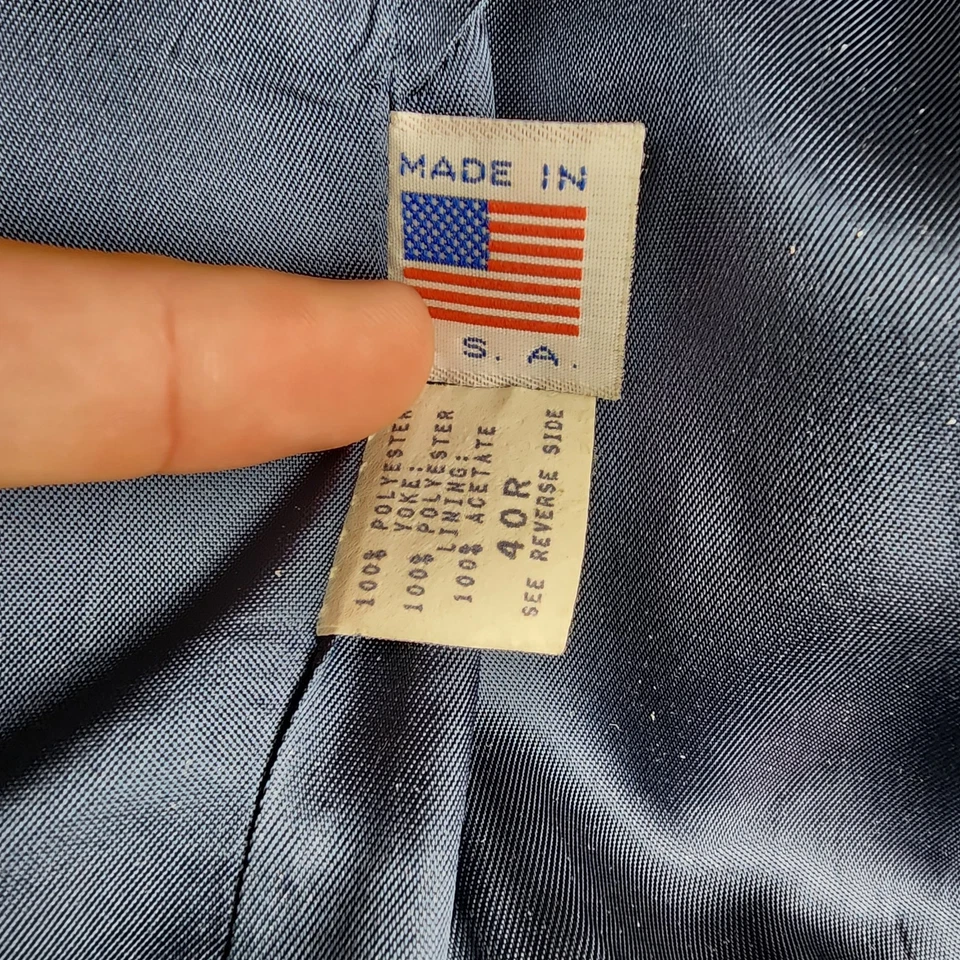 MADE IN
S. A.
100% POLYESTER
YOKE:
100% POLYESTER
LINING:
100% ACETATE
40R
SEE REVERSE SIDE